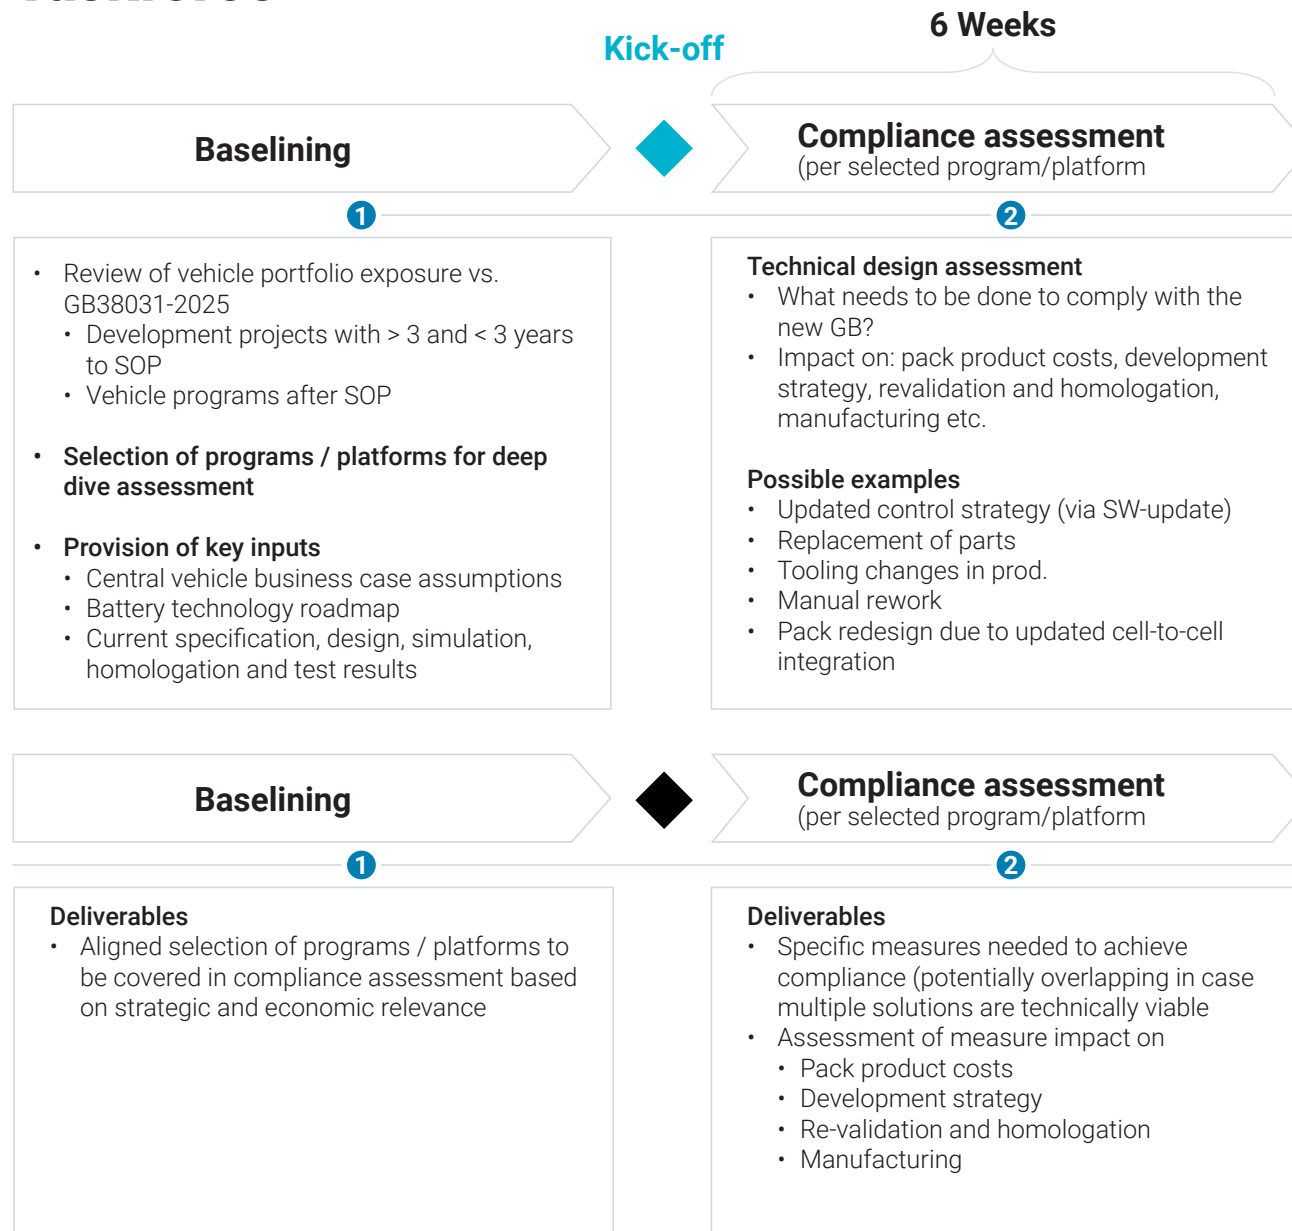 Kick-off
6 Weeks
Baselining
Compliance assessment
(per selected program/platform
1
2
• Review of vehicle portfolio exposure vs.
GB38031-2025
• Development projects with > 3 and < 3 years
to SOP
• Vehicle programs after SOP
• Selection of programs / platforms for deep
dive assessment
• Provision of key inputs
• Central vehicle business case assumptions
• Battery technology roadmap
• Current specification, design, simulation,
homologation and test results
Technical design assessment
• What needs to be done to comply with the
new GB?
• Impact on: pack product costs, development
strategy, revalidation and homologation,
manufacturing etc.
Possible examples
• Updated control strategy (via SW-update)
• Replacement of parts
• Tooling changes in prod.
• Manual rework
• Pack redesign due to updated cell-to-cell
integration
Baselining
Compliance assessment
(per selected program/platform
1
2
Deliverables
• Aligned selection of programs / platforms to
be covered in compliance assessment based
on strategic and economic relevance
Deliverables
• Specific measures needed to achieve
compliance (potentially overlapping in case
multiple solutions are technically viable
• Assessment of measure impact on
• Pack product costs
• Development strategy
• Re-validation and homologation
• Manufacturing